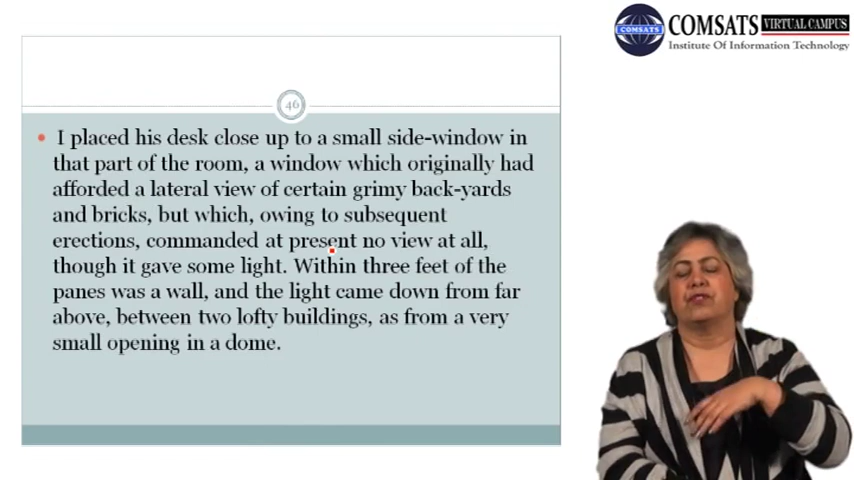 COMSATS VIRTUAL CAMPUS
COMSATS
Institute Of Information Technology
46
I placed his desk close up to a small side-window in
that part of the room, a window which originally had
afforded a lateral view of certain grimy back-yards
and bricks, but which, owing to subsequent
erections, commanded at present no view at all,
though it gave some light. Within three feet of the
panes was a wall, and the light came down from far
above, between two lofty buildings, as from a very
small opening in a dome.